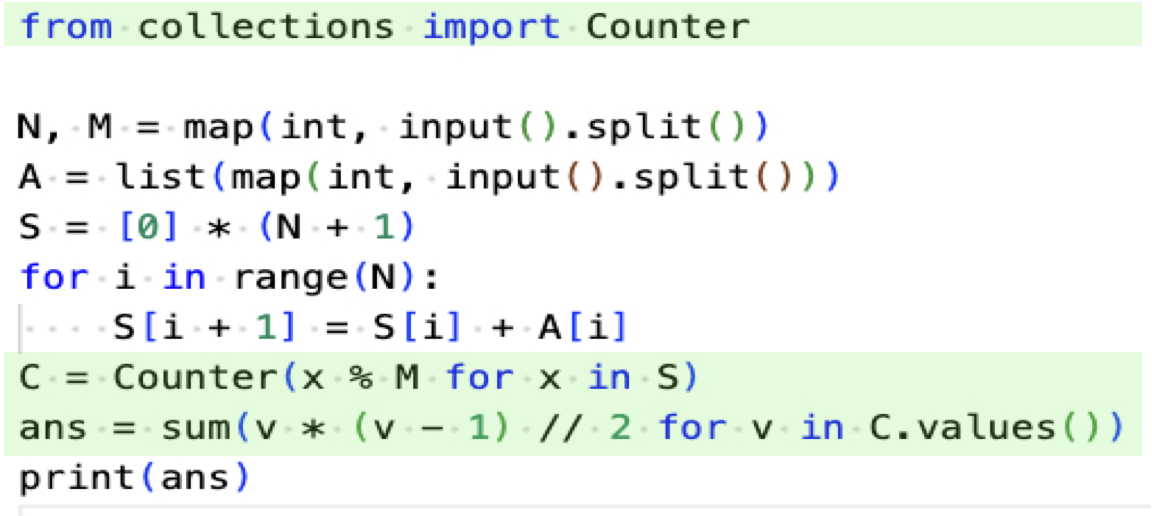 from collections import Counter
N, M = map(int, input().split())
A = list(map(int, input().split()))
S = [0] * (N + 1)
for i in range(N):
    S[i + 1] = S[i] + A[i]
C = Counter(x % M for x in S)
ans = sum(v * (v - 1) // 2 for v in C.values())
print(ans)